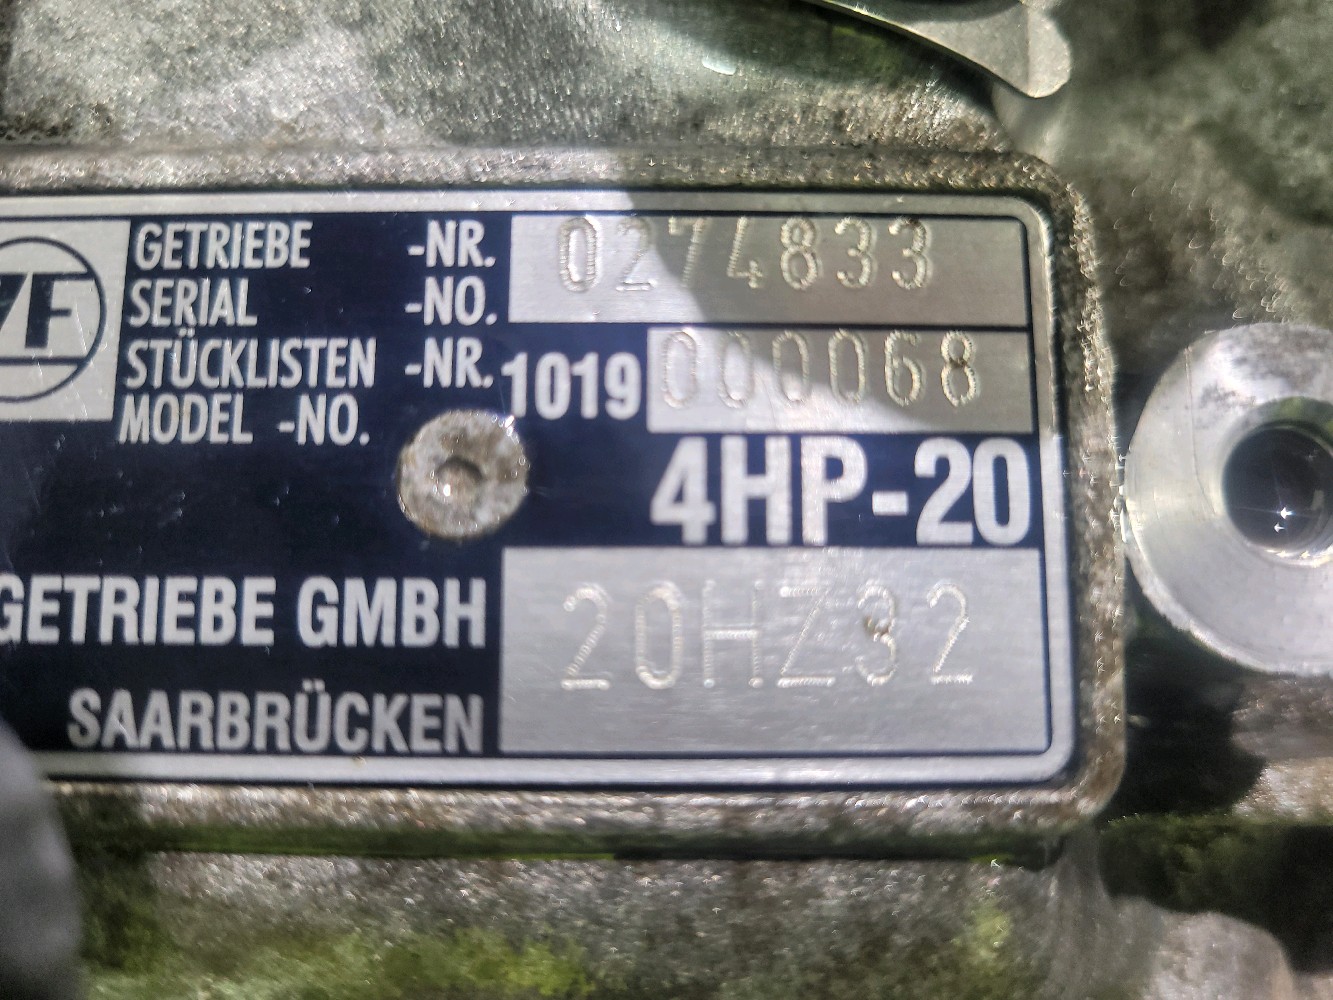 ZF
GETRIEBE -NR. 0274833
SERIAL -NO.
STÜCKLISTEN -NR. 1019 000068
MODEL -NO.
4HP-20
GETRIEBE GMBH 20HZ32
SAARBRÜCKEN